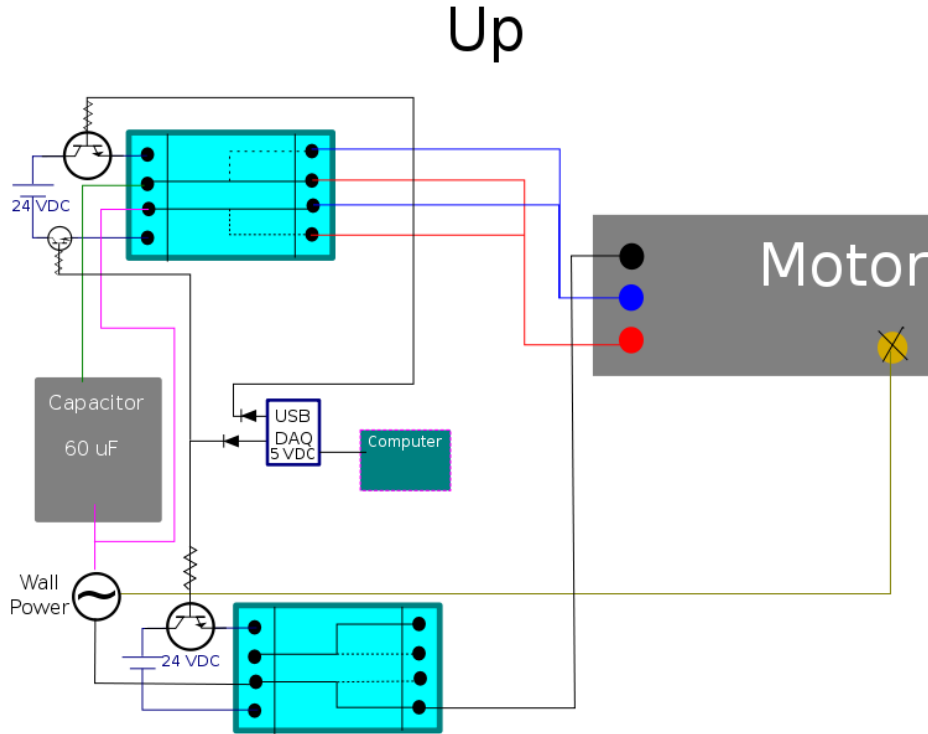 Up
24 VDC
Motor
Capacitor
60 uF
USB
DAQ
5 VDC
Computer
Wall
Power
24 VDC